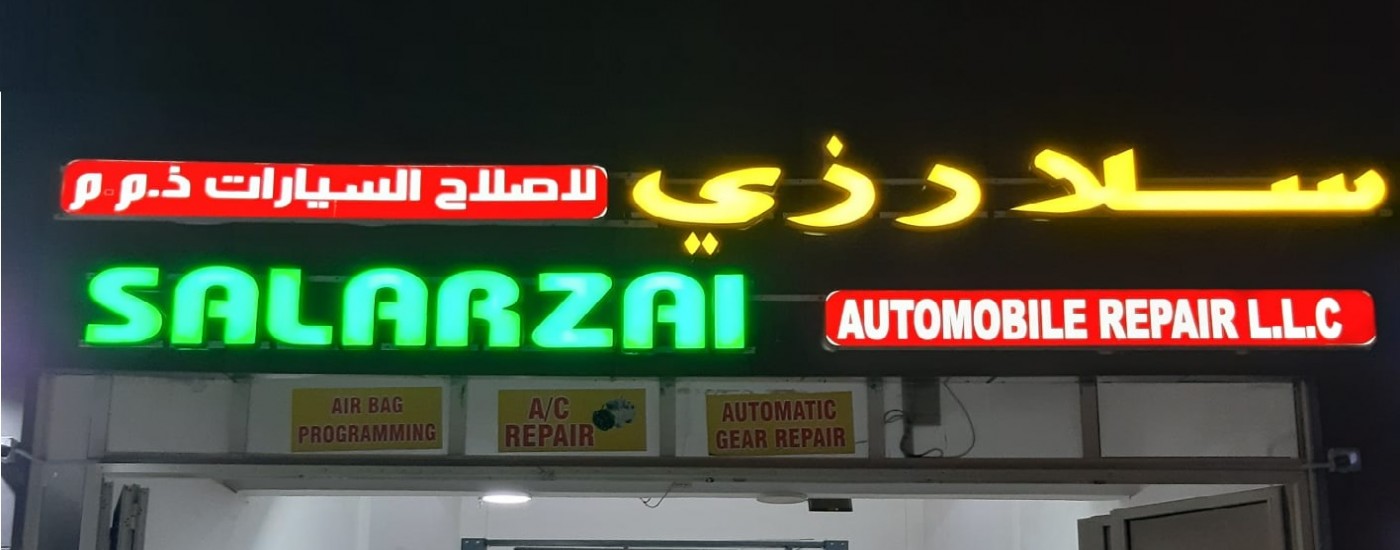 سلارزي لاصلاح السيارات ذ.م.م
SALARZAI AUTOMOBILE REPAIR L.L.C
AIR BAG
PROGRAMMING
A/C
REPAIR
AUTOMATIC
GEAR REPAIR